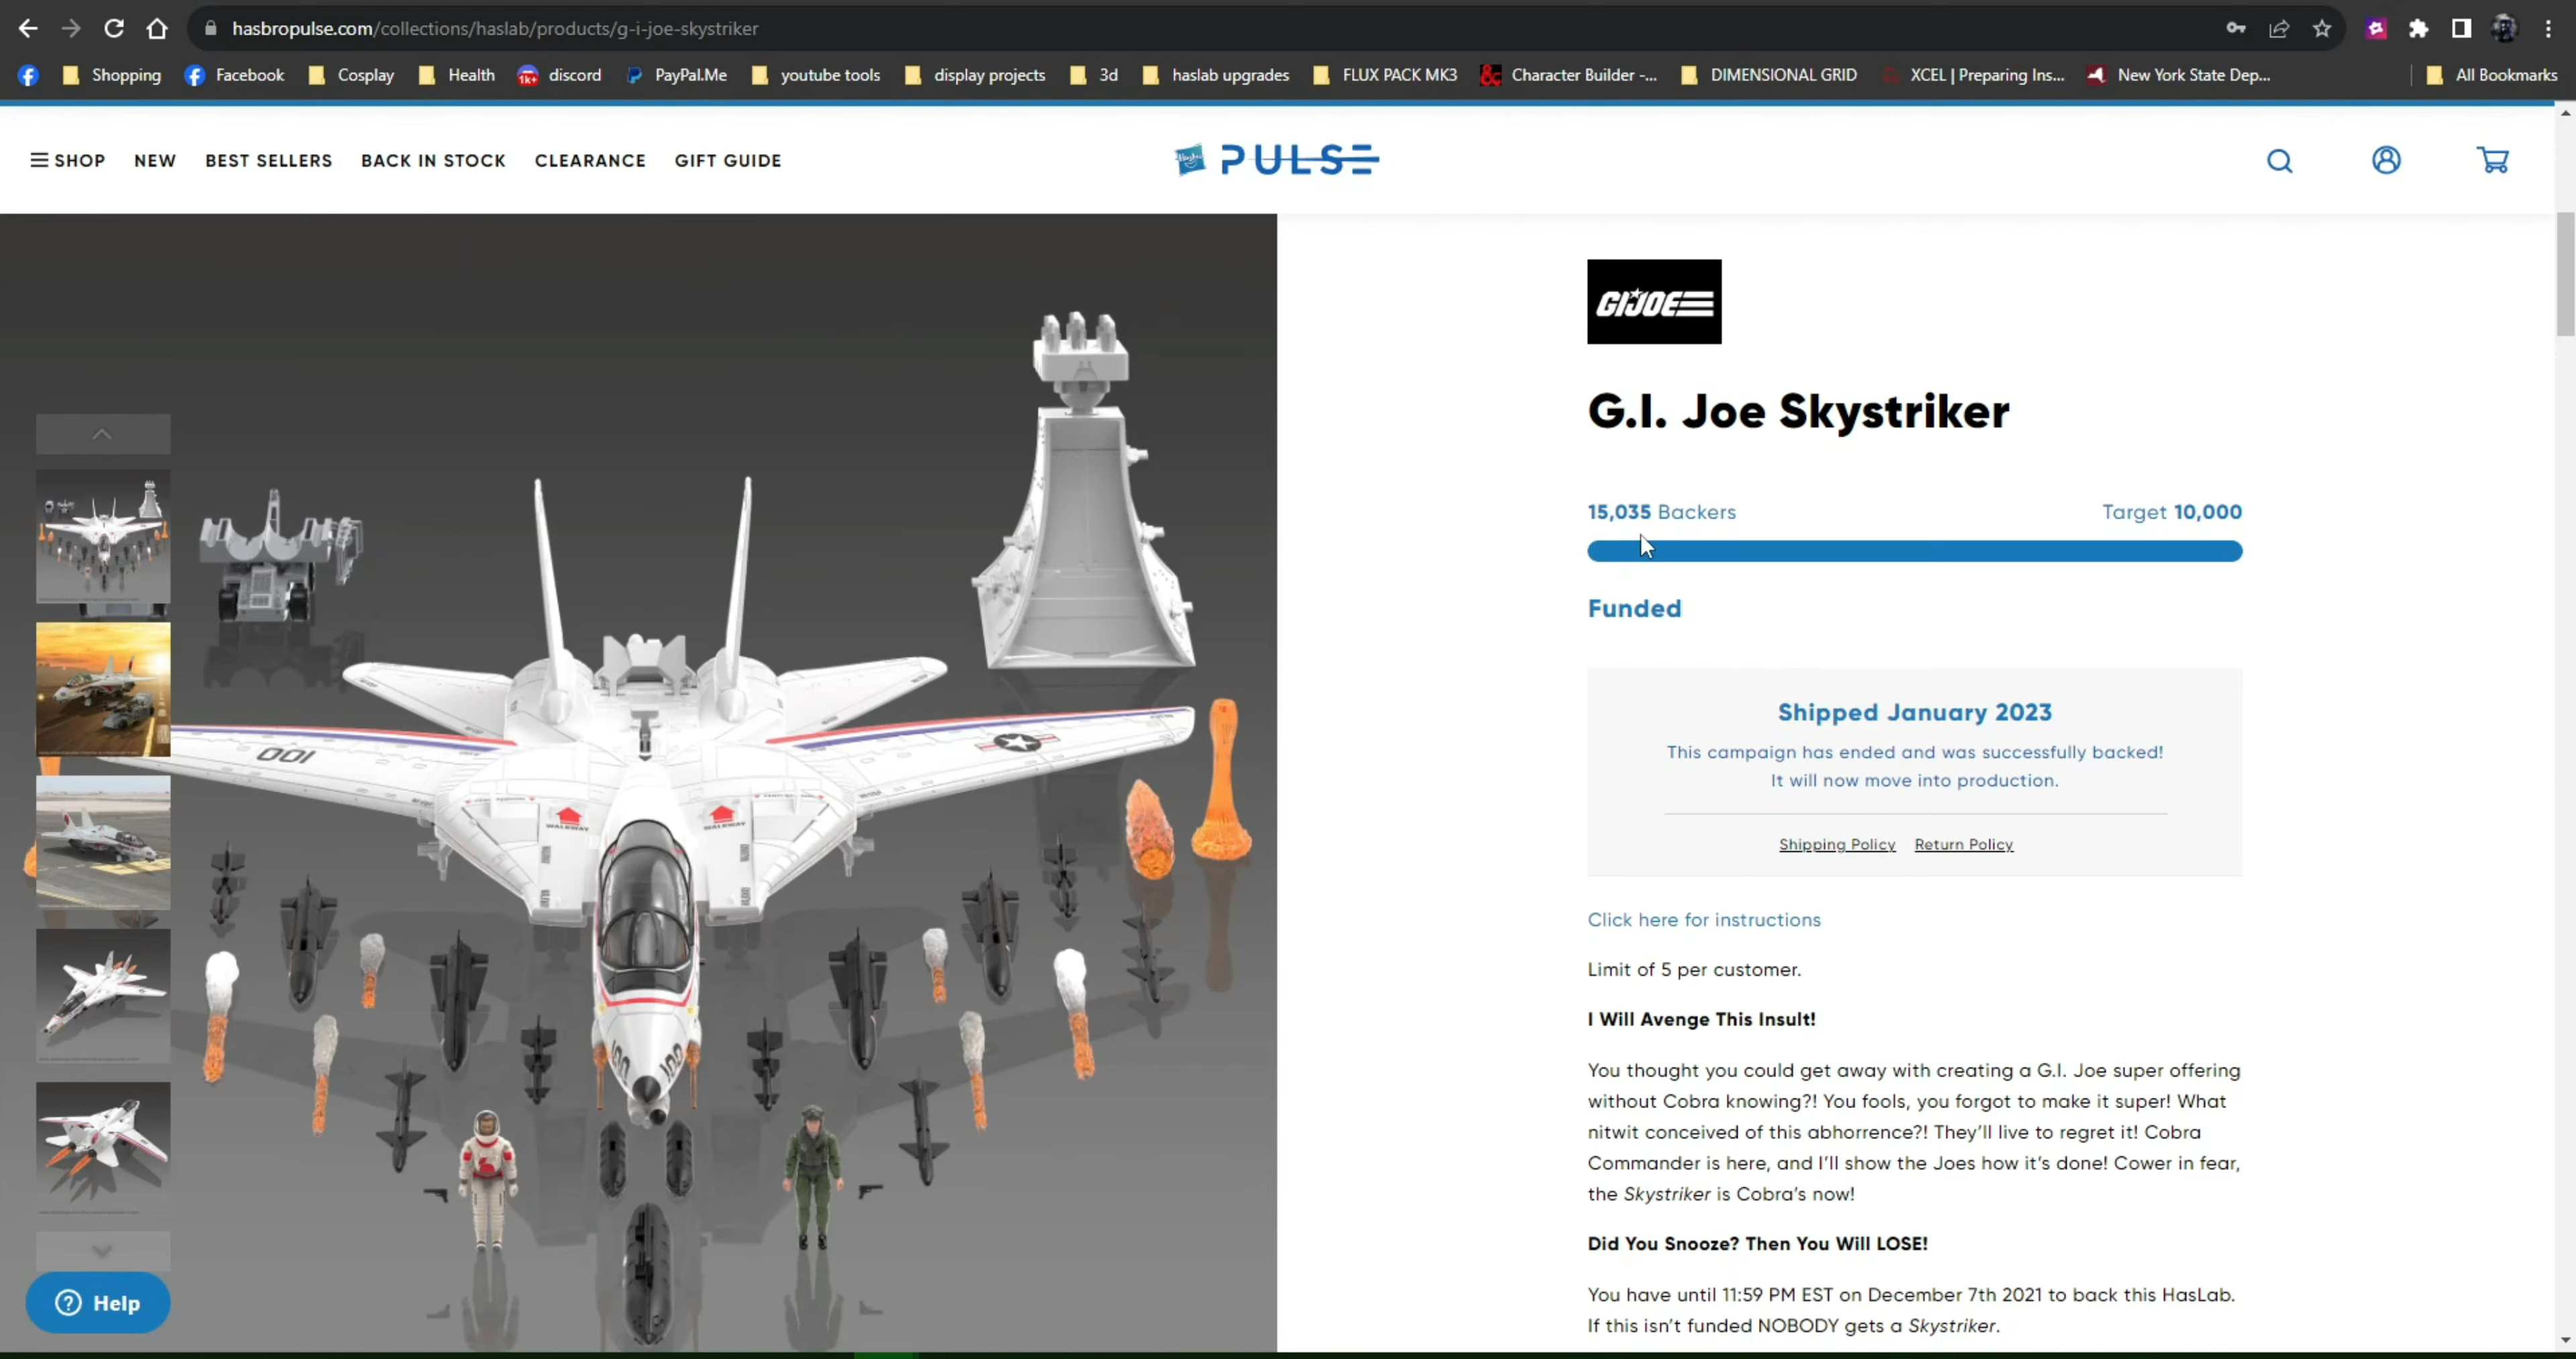 hasbropulse.com/collections/haslab/products/g-i-joe-skystriker
Shopping Facebook Cosplay Health discord PayPal.Me youtube tools display projects 3d haslab upgrades FLUX PACK MK3 Character Builder -... DIMENSIONAL GRID XCEL | Preparing Ins... New York State Dep... All Bookmarks
SHOP NEW BEST SELLERS BACK IN STOCK CLEARANCE GIFT GUIDE
Hasbro PULSE
GIJOE
G.I. Joe Skystriker
15,035 Backers Target 10,000
Funded
Shipped January 2023
This campaign has ended and was successfully backed!
It will now move into production.
Shipping Policy Return Policy
Click here for instructions
Limit of 5 per customer.
I Will Avenge This Insult!
You thought you could get away with creating a G.I. Joe super offering
without Cobra knowing?! You fools, you forgot to make it super! What
nitwit conceived of this abhorrence?! They'll live to regret it! Cobra
Commander is here, and I'll show the Joes how it's done! Cower in fear,
the Skystriker is Cobra's now!
Did You Snooze? Then You Will LOSE!
You have until 11:59 PM EST on December 7th 2021 to back this HasLab.
If this isn't funded NOBODY gets a Skystriker.
001
WALKWAY
WALKWAY
100
100
Help